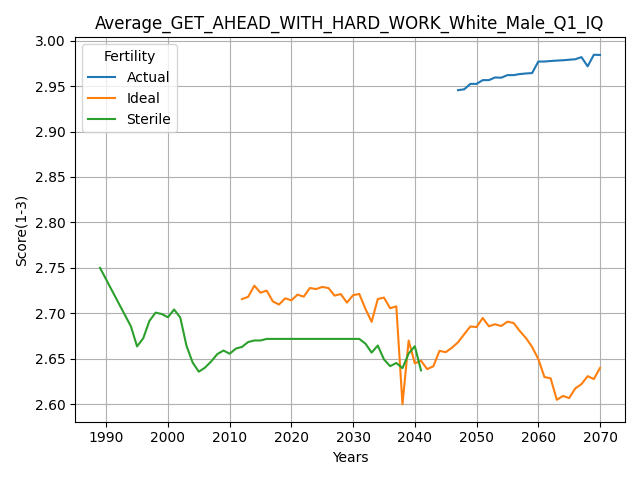 Average_GET_AHEAD_WITH_HARD_WORK_White_Male_Q1_IQ
3.00
2.95
2.90
2.85
2.80
2.75
2.70
2.65
2.60
Score(1-3)
Fertility
Actual
Ideal
Sterile
1990 2000 2010 2020 2030 2040 2050 2060 2070
Years